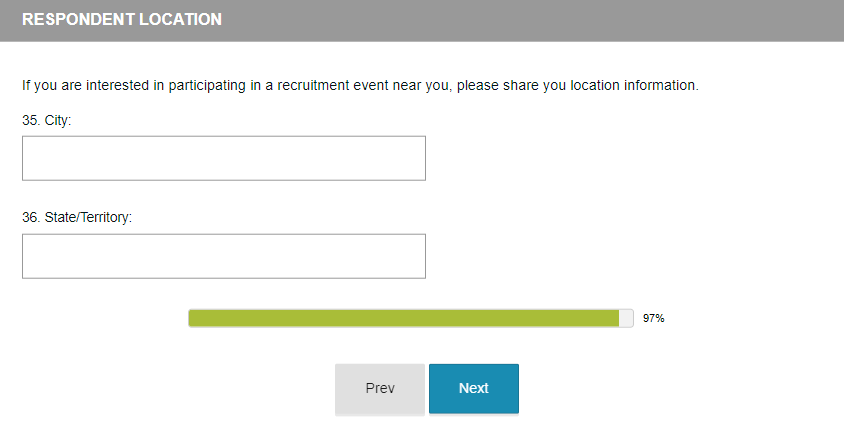 RESPONDENT LOCATION
If you are interested in participating in a recruitment event near you, please share you location information.
35. City:
36. State/Territory:
97%
Prev
Next